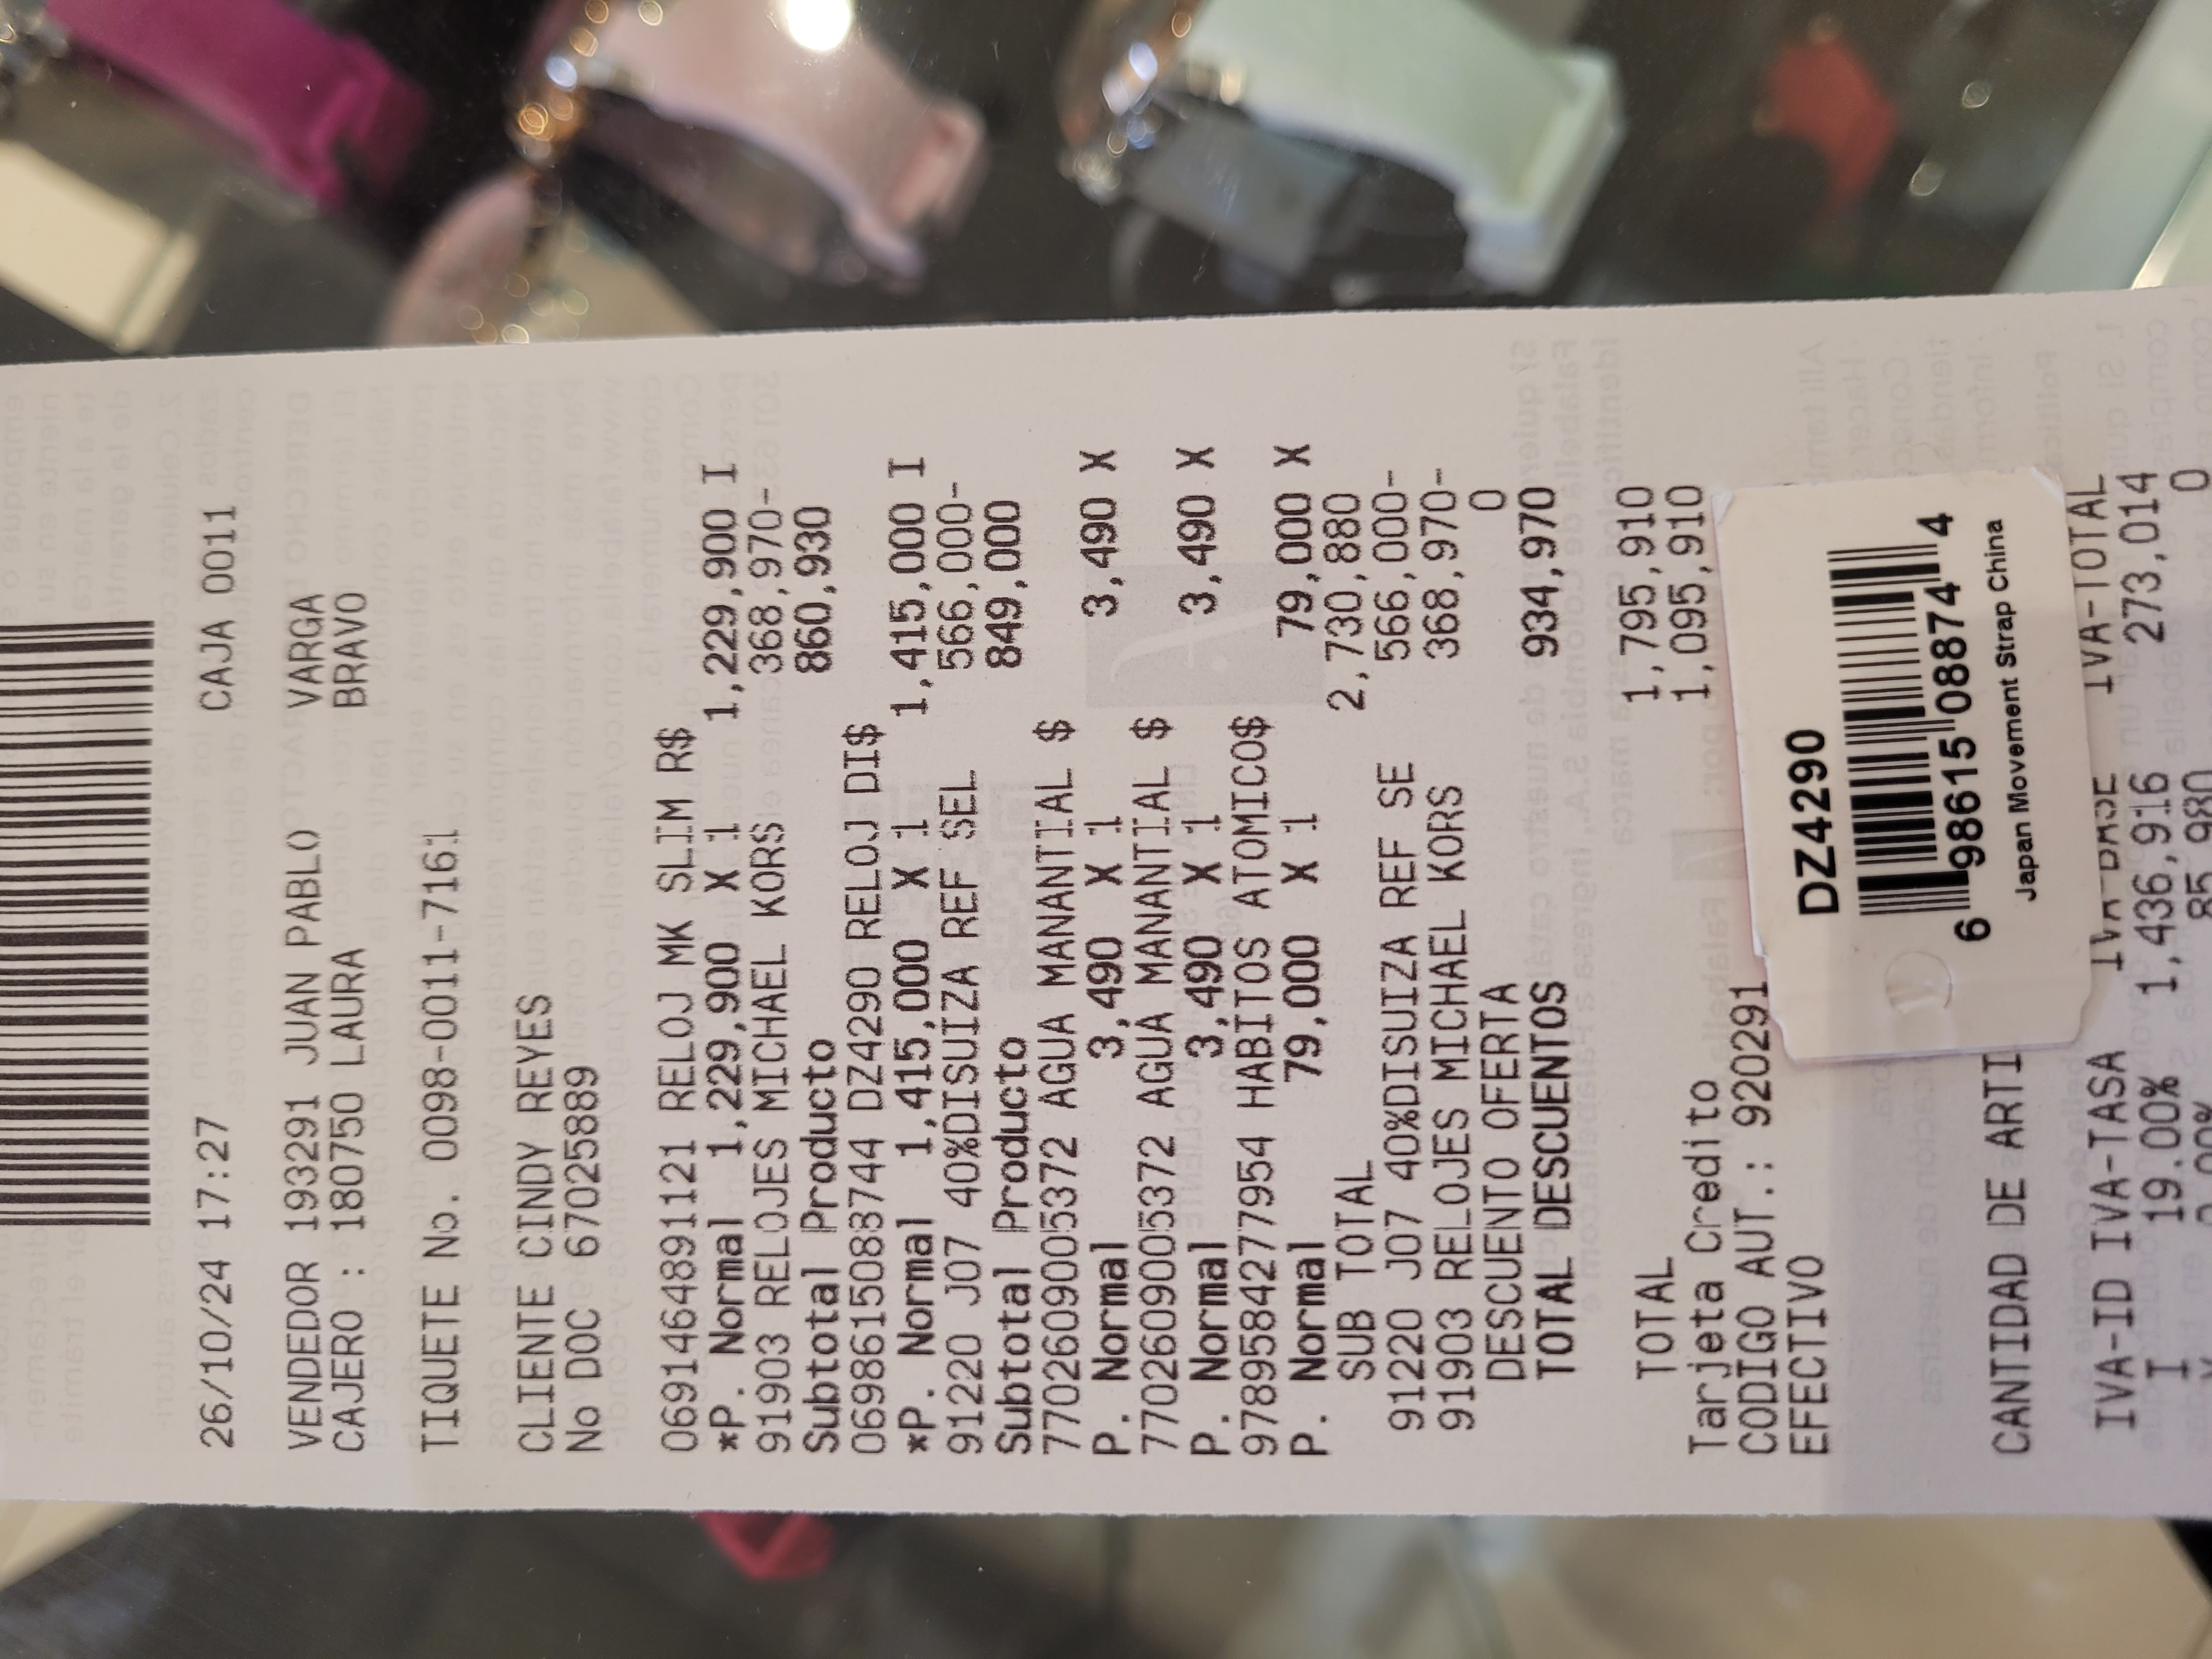 26/10/24 17:27 CAJA 0011
VENDEDOR 193291 JUAN PABLO VARGA
CAJERO : 180750 LAURA BRAVO
TIQUETE No. 0098-0011-7161
CLIENTE CINDY REYES
No DOC 67025889
0691464891121 RELOJ MK SLIM R$
*P. Normal 1,229,900 X 1 1,229,900 I
91903 RELOJES MICHAEL KORS 368,970-
Subtotal Producto 860,930
0698615088744 DZ4290 RELOJ DI$
*P. Normal 1,415,000 X 1 1,415,000 I
91220 J07 40%DISUIZA REF SEL 566,000-
Subtotal Producto 849,000
7702609005372 AGUA MANANTIAL $
P. Normal 3,490 X 1 3,490 X
7702609005372 AGUA MANANTIAL $
P. Normal 3,490 X 1 3,490 X
9789584277954 HABITOS ATOMICO$
P. Normal 79,000 X 1 79,000 X
SUB TOTAL 2,730,880
91220 J07 40%DISUIZA REF SE 566,000-
91903 RELOJES MICHAEL KORS 368,970-
DESCUENTO OFERTA 0
TOTAL DESCUENTOS 934,970
TOTAL 1,795,910
Tarjeta Credito 1,095,910
CODIGO AUT.: 920291
EFECTIVO
DZ4290
6 98615 08874 4
Japan Movement Strap China
CANTIDAD DE ARTI
IVA-ID IVA-TASA IVA-BASE IVA-TOTAL
I 19.00% 1,436,916 273,014
85,980 0